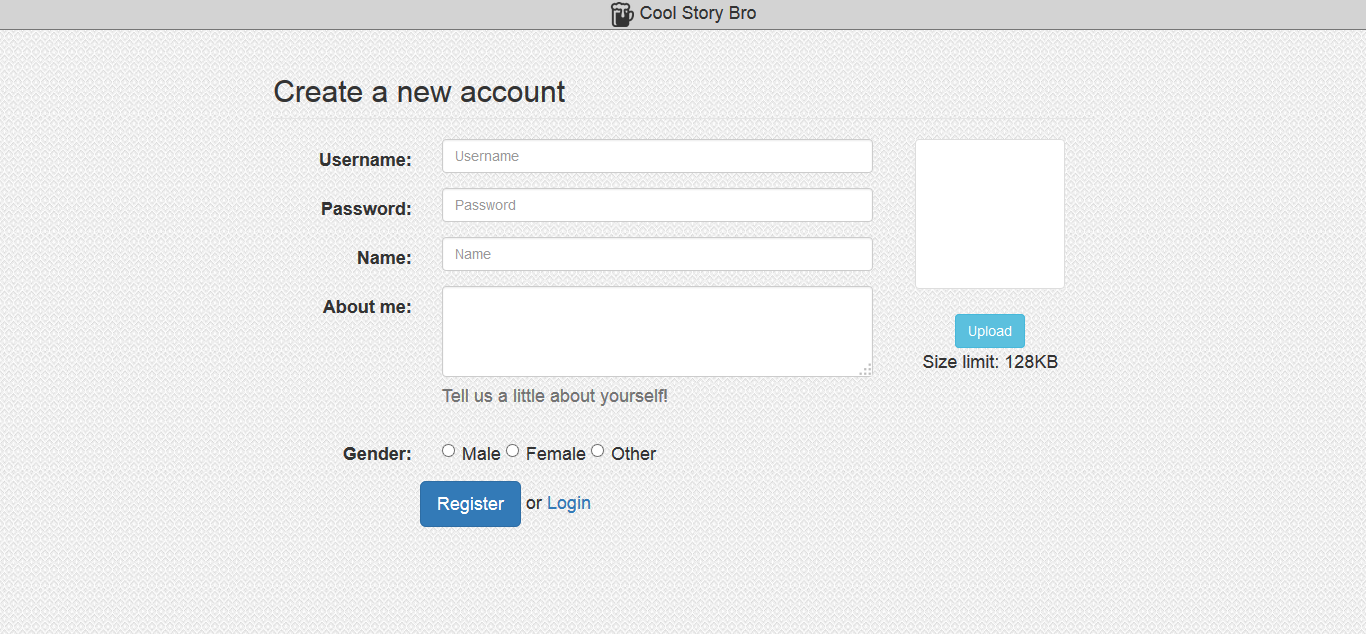 Cool Story Bro
Create a new account
Username:
Username
Password:
Password
Name:
Name
About me:
Tell us a little about yourself!
Upload
Size limit: 128KB
Gender:
Male Female Other
Register or Login